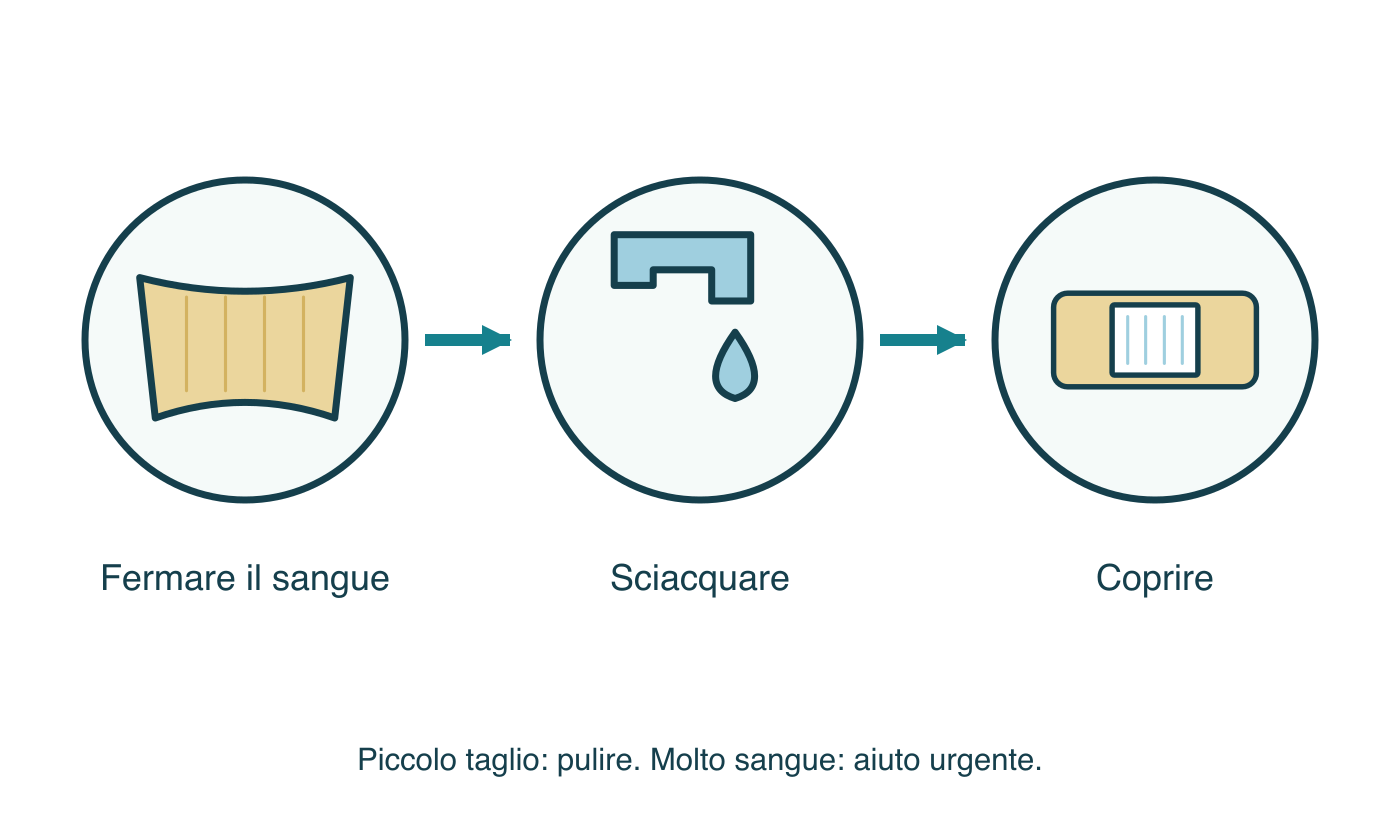 Fermare il sangue
Sciacquare
Coprire
Piccolo taglio: pulire. Molto sangue: aiuto urgente.